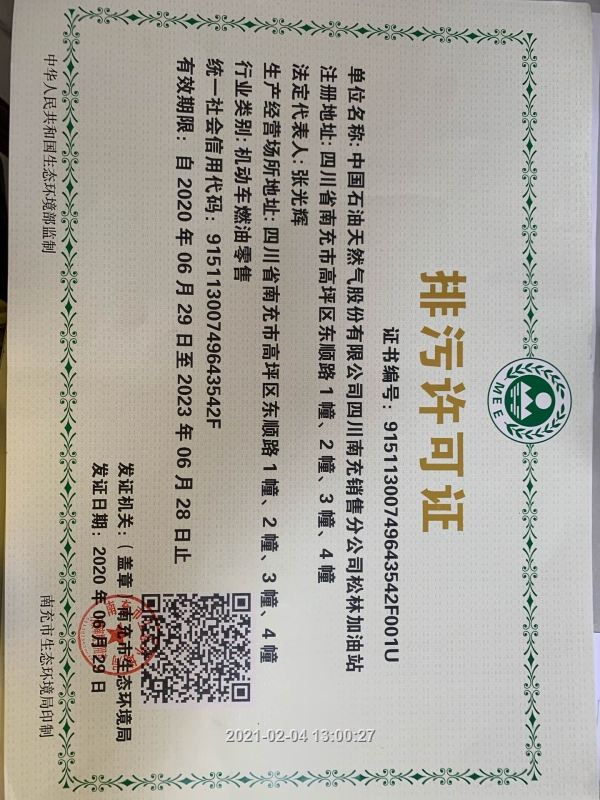 MEE
排污许可证
证书编号：91511300749643542F001U
单位名称：中国石油天然气股份有限公司四川南充销售分公司松林加油站
注册地址：四川省南充市高坪区东顺路1幢、2幢、3幢、4幢
法定代表人：张光辉
生产经营场所地址：四川省南充市高坪区东顺路1幢、2幢、3幢、4幢
行业类别：机动车燃油零售
统一社会信用代码：91511300749643542F
有效期限：自2020年06月29日至2023年06月28日止
发证机关：（盖章）南充市生态环境局
发证日期：2020年06月29日
中华人民共和国生态环境部监制
南充市生态环境局印制
2021-02-04 13:00:27